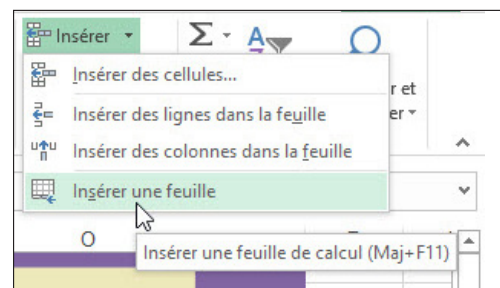 Insérer
Insérer des cellules...
r et
er
Insérer des lignes dans la feuille
Insérer des colonnes dans la feuille
Insérer une feuille
O
Insérer une feuille de calcul (Maj+F11)